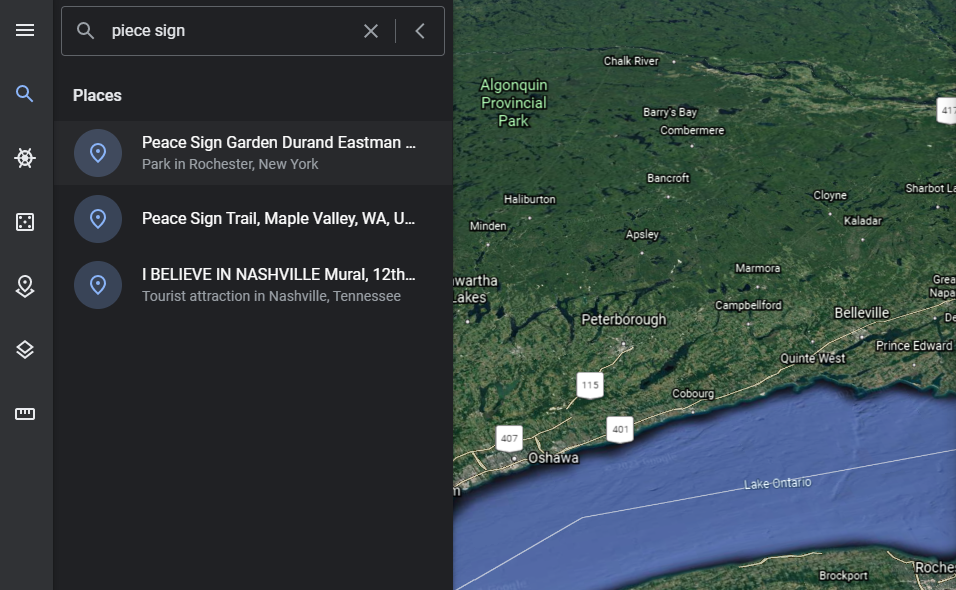 piece sign
Places
Peace Sign Garden Durand Eastman ...
Park in Rochester, New York
Peace Sign Trail, Maple Valley, WA, U...
I BELIEVE IN NASHVILLE Mural, 12th...
Tourist attraction in Nashville, Tennessee
Chalk River
Algonquin
Provincial
Park
417
Barry's Bay
Combermere
Bancroft
Cloyne
Sharbot La
Haliburton
Minden
Kaladar
Apsley
Marmora
awartha
Lakes
Grea
Napa
Campbellford
Belleville
Peterborough
De
Prince Edward
Quinte West
115
Cobourg
401
407
Oshawa
Lake Ontario
Roches
Brockport